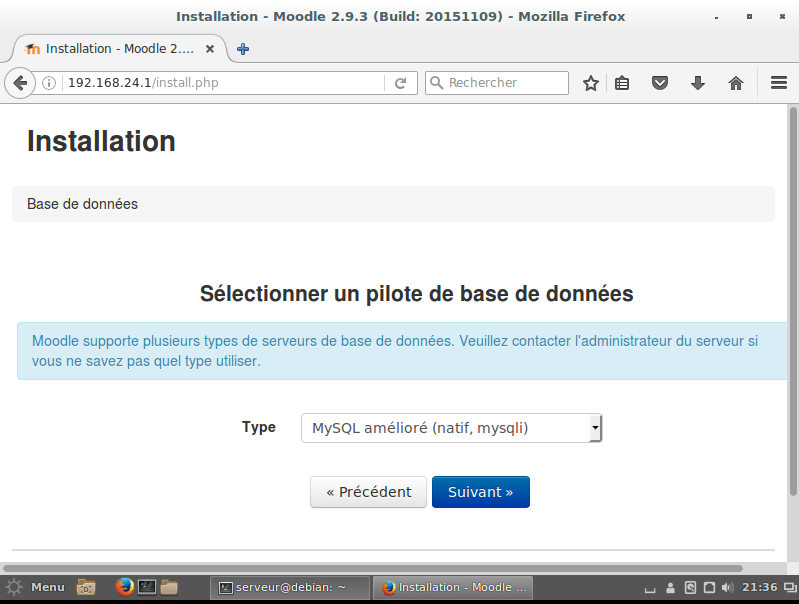 Installation - Moodle 2.9.3 (Build: 20151109) - Mozilla Firefox
Installation - Moodle 2....
192.168.24.1/install.php
Rechercher
Installation
Base de données
Sélectionner un pilote de base de données
Moodle supporte plusieurs types de serveurs de base de données. Veuillez contacter l'administrateur du serveur si
vous ne savez pas quel type utiliser.
Type
MySQL amélioré (natif, mysqli)
« Précédent
Suivant »
Menu
serveur@debian: ~
Installation - Moodle ...
21:36